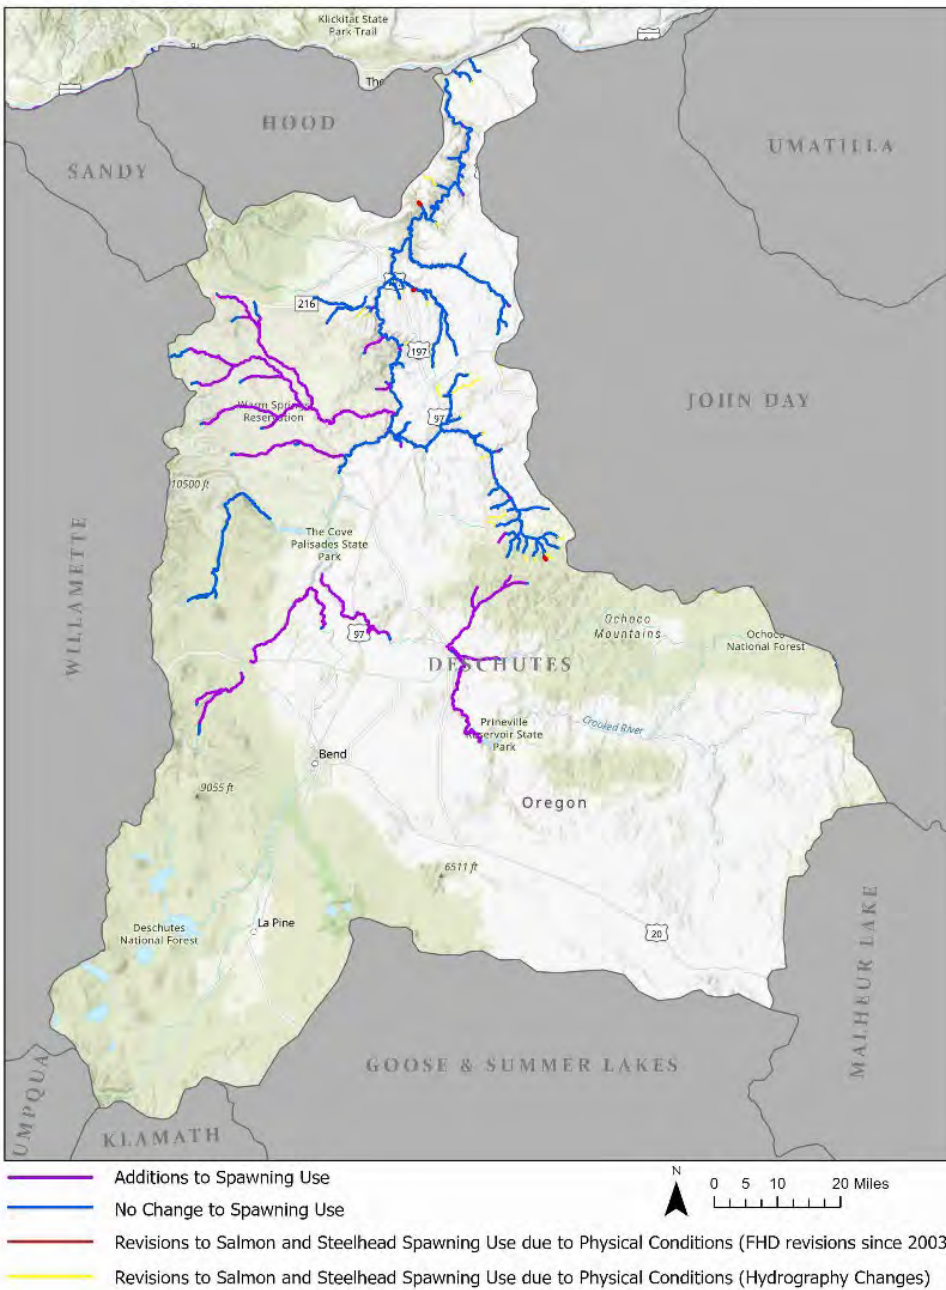 Klickitat State
Park Trail
The
HOOD
SANDY
UMATILLA
216
197
JOHN DAY
Warm Springs
Reservation
97
10500 ft
The Cove
Palisades State
Park
WILLAMETTE
97
Ochoco
Mountains
Ochoco
National Forest
DESCHUTES
Prineville
Reservoir State
Park
Crooked River
Bend
9055 ft
Oregon
6511 ft
La Pine
Deschutes
National Forest
20
MALHEUR LAKE
GOOSE & SUMMER LAKES
UMPQUA
KLAMATH
Additions to Spawning Use
No Change to Spawning Use
Revisions to Salmon and Steelhead Spawning Use due to Physical Conditions (FHD revisions since 2003
Revisions to Salmon and Steelhead Spawning Use due to Physical Conditions (Hydrography Changes)
N
0 5 10 20 Miles